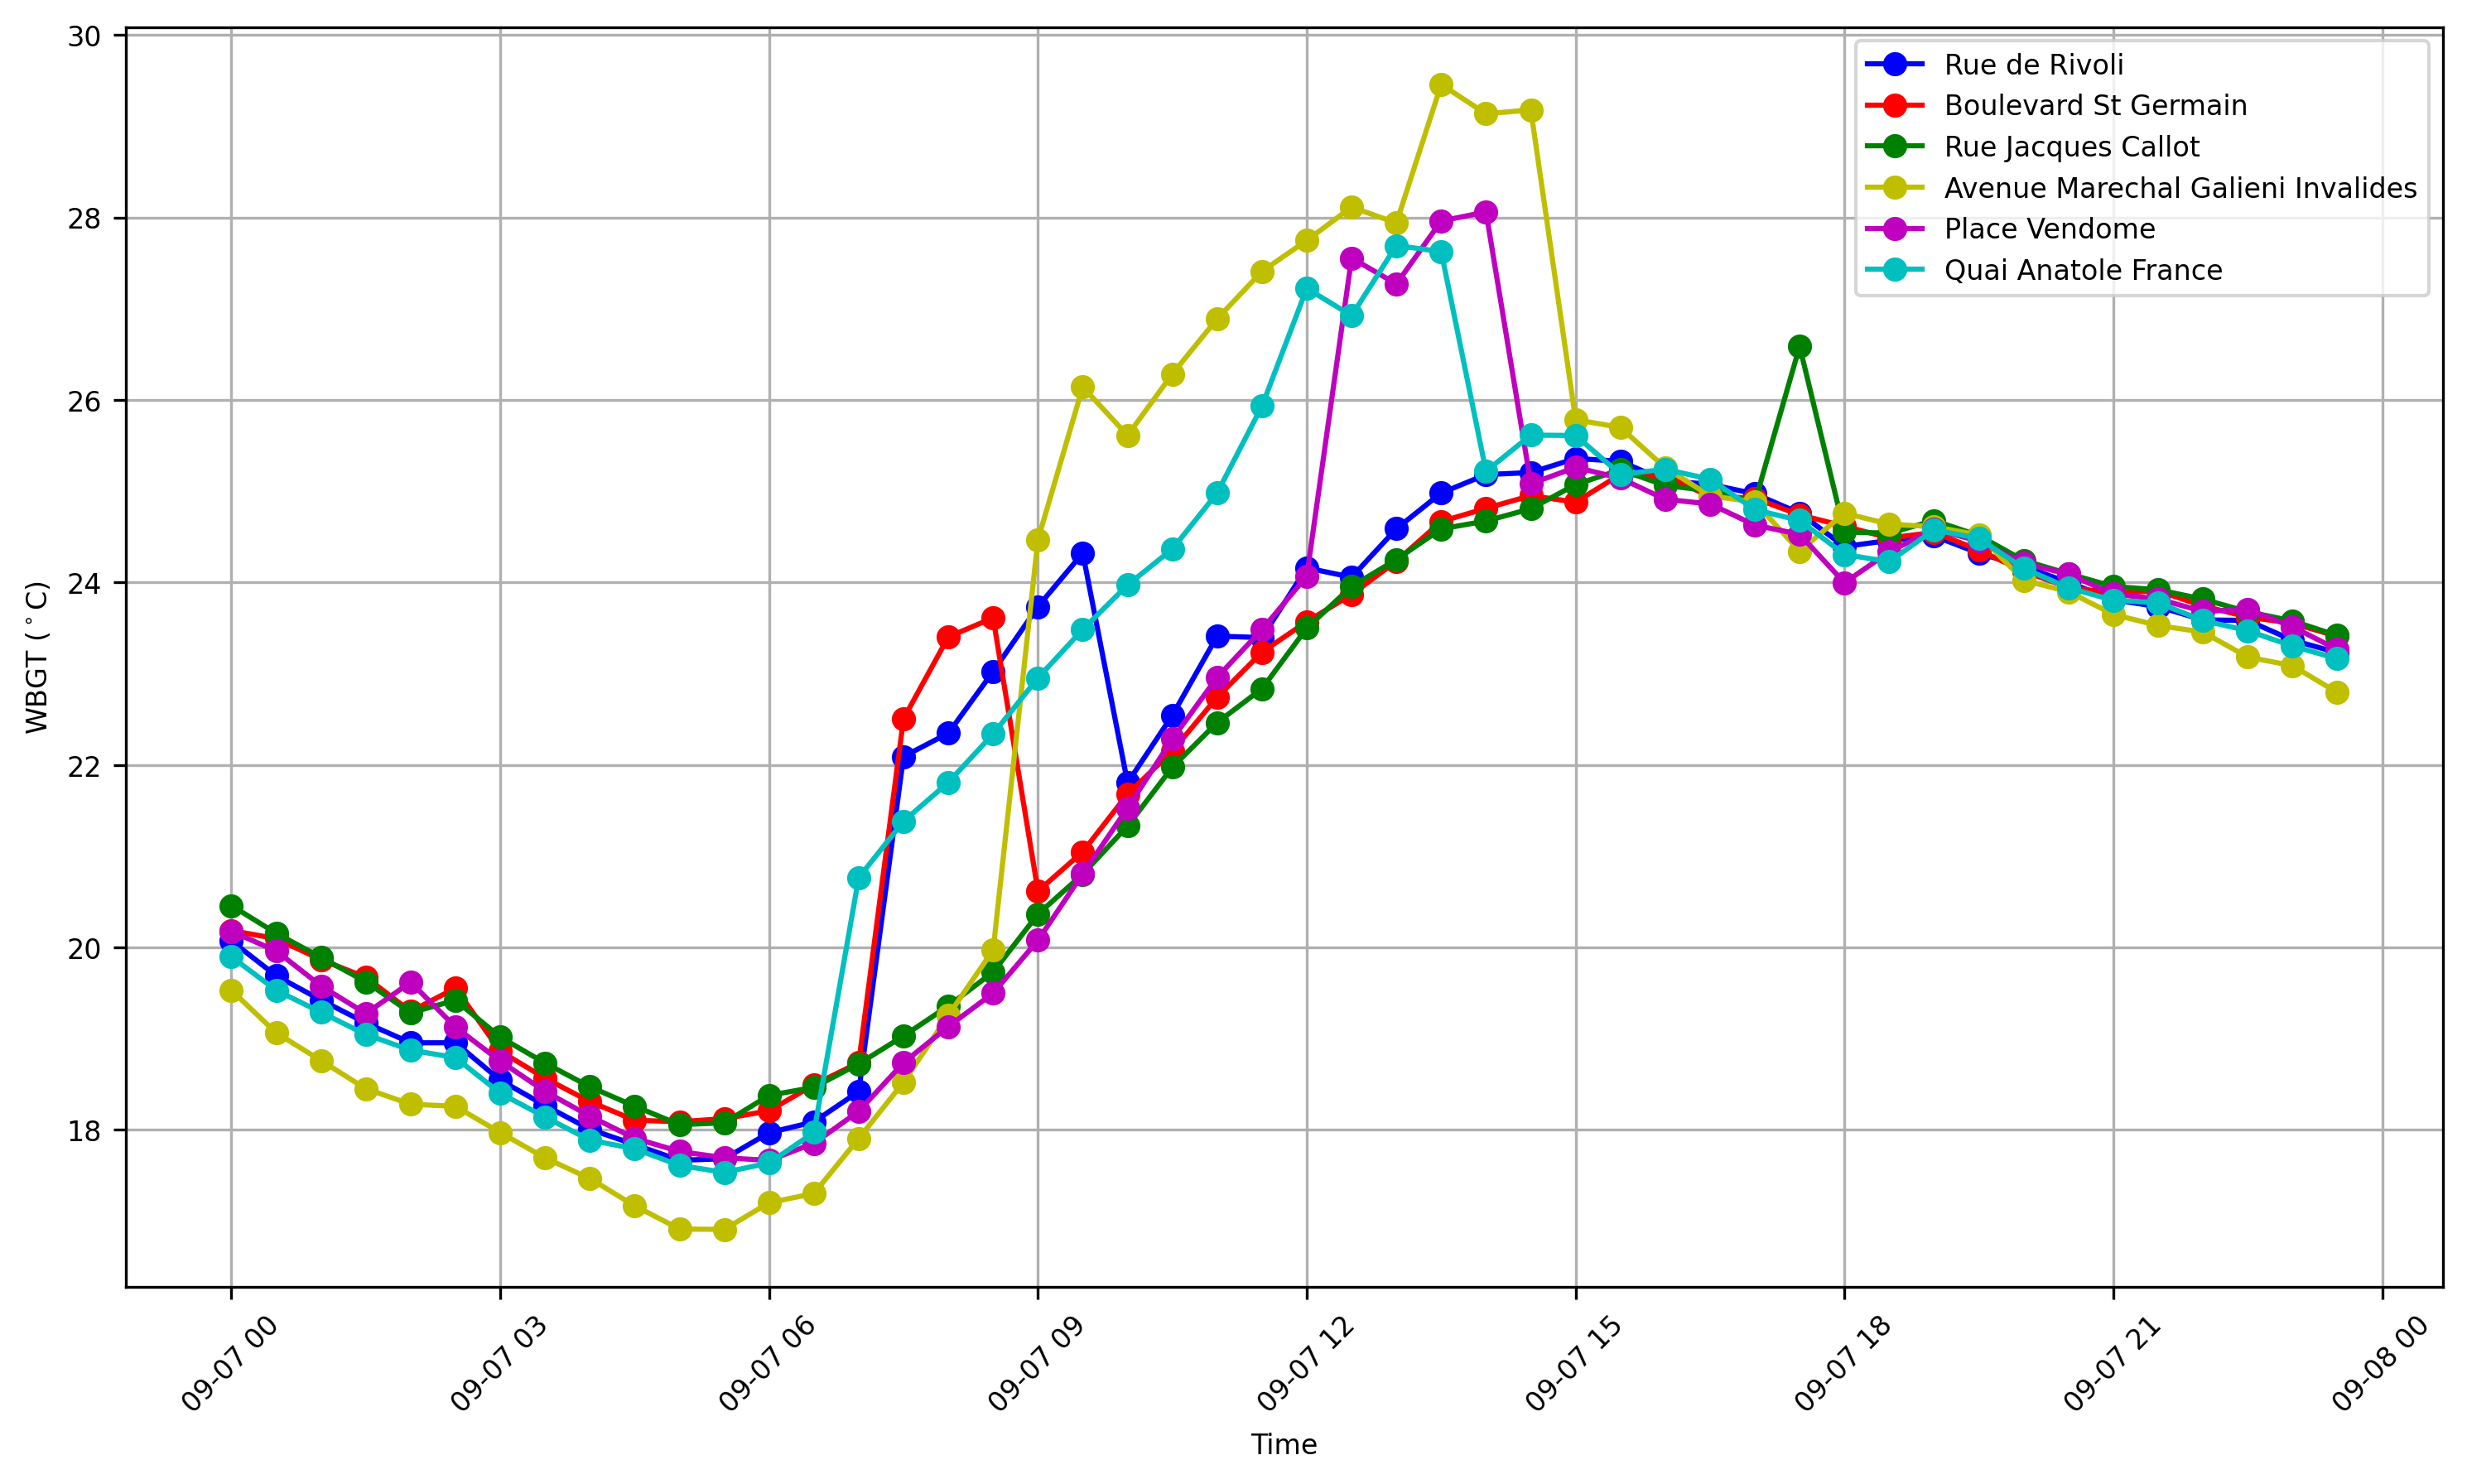 30
28
26
24
22
20
18
WBGT (°C)
Rue de Rivoli
Boulevard St Germain
Rue Jacques Callot
Avenue Marechal Galieni Invalides
Place Vendome
Quai Anatole France
09-07 00
09-07 03
09-07 06
09-07 09
09-07 12
09-07 15
09-07 18
09-07 21
09-08 00
Time